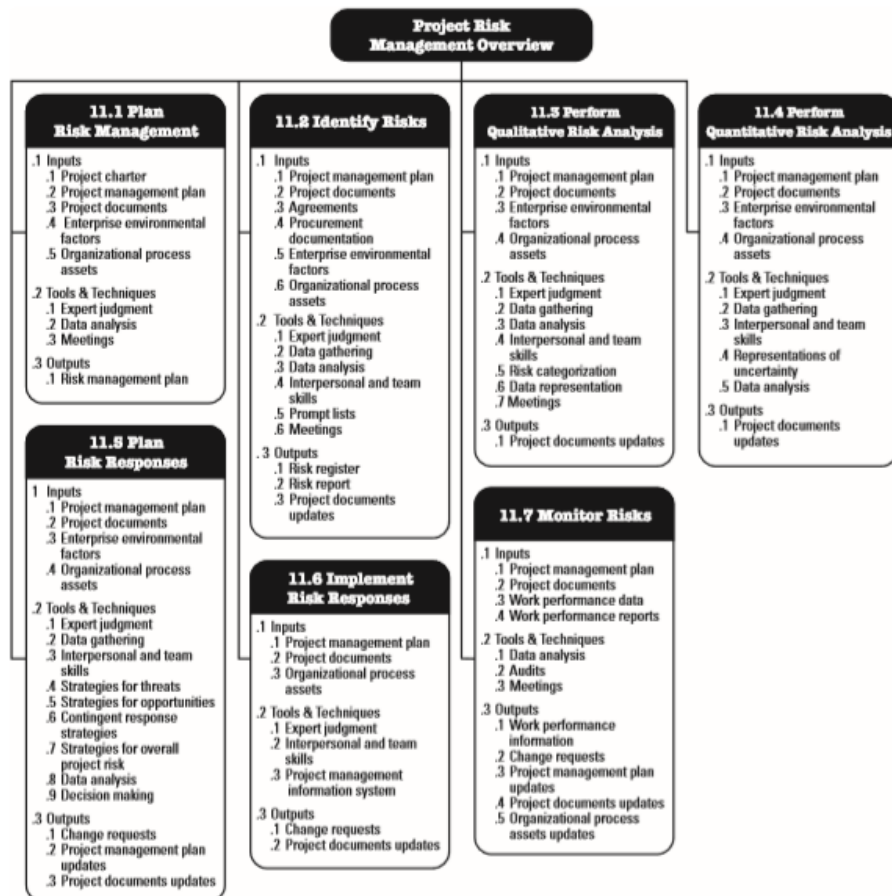 Project Risk
Management Overview
11.1 Plan
Risk Management
.1 Inputs
.1 Project charter
.2 Project management plan
.3 Project documents
.4 Enterprise environmental
factors
.5 Organizational process
assets
.2 Tools & Techniques
.1 Expert judgment
.2 Data analysis
.3 Meetings
.3 Outputs
.1 Risk management plan
11.2 Identify Risks
.1 Inputs
.1 Project management plan
.2 Project documents
.3 Agreements
.4 Procurement
documentation
.5 Enterprise environmental
factors
.6 Organizational process
assets
.2 Tools & Techniques
.1 Expert judgment
.2 Data gathering
.3 Data analysis
.4 Interpersonal and team
skills
.5 Prompt lists
.6 Meetings
.3 Outputs
.1 Risk register
.2 Risk report
.3 Project documents
updates
11.3 Perform
Qualitative Risk Analysis
.1 Inputs
.1 Project management plan
.2 Project documents
.3 Enterprise environmental
factors
.4 Organizational process
assets
.2 Tools & Techniques
.1 Expert judgment
.2 Data gathering
.3 Data analysis
.4 Interpersonal and team
skills
.5 Risk categorization
.6 Data representation
.7 Meetings
.3 Outputs
.1 Project documents updates
11.4 Perform
Quantitative Risk Analysis
.1 Inputs
.1 Project management plan
.2 Project documents
.3 Enterprise environmental
factors
.4 Organizational process
assets
.2 Tools & Techniques
.1 Expert judgment
.2 Data gathering
.3 Interpersonal and team
skills
.4 Representations of
uncertainty
.5 Data analysis
.3 Outputs
.1 Project documents
updates
11.5 Plan
Risk Responses
1 Inputs
.1 Project management plan
.2 Project documents
.3 Enterprise environmental
factors
.4 Organizational process
assets
.2 Tools & Techniques
.1 Expert judgment
.2 Data gathering
.3 Interpersonal and team
skills
.4 Strategies for threats
.5 Strategies for opportunities
.6 Contingent response
strategies
.7 Strategies for overall
project risk
.8 Data analysis
.9 Decision making
.3 Outputs
.1 Change requests
.2 Project management plan
updates
.3 Project documents updates
11.6 Implement
Risk Responses
.1 Inputs
.1 Project management plan
.2 Project documents
.3 Organizational process
assets
.2 Tools & Techniques
.1 Expert judgment
.2 Interpersonal and team
skills
.3 Project management
information system
.3 Outputs
.1 Change requests
.2 Project documents updates
11.7 Monitor Risks
.1 Inputs
.1 Project management plan
.2 Project documents
.3 Work performance data
.4 Work performance reports
.2 Tools & Techniques
.1 Data analysis
.2 Audits
.3 Meetings
.3 Outputs
.1 Work performance
information
.2 Change requests
.3 Project management plan
updates
.4 Project documents updates
.5 Organizational process
assets updates